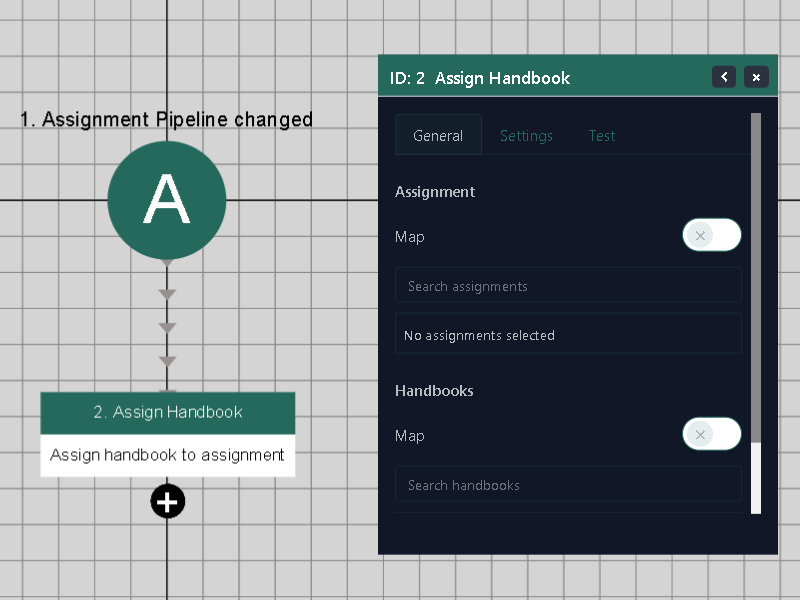 1. Assignment Pipeline changed
A
2. Assign Handbook
Assign handbook to assignment
ID: 2 Assign Handbook
General Settings Test
Assignment
Map
Search assignments
No assignments selected
Handbooks
Map
Search handbooks